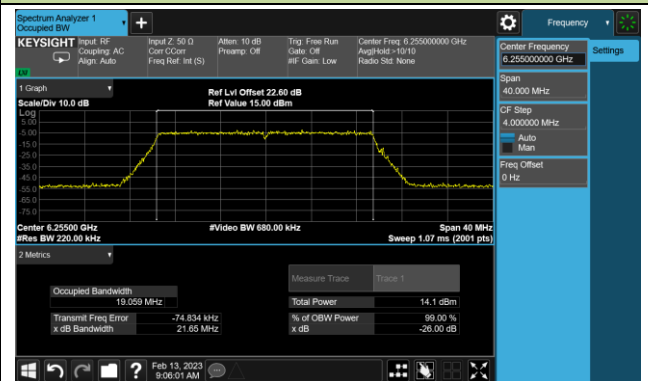 Spectrum Analyzer 1
Occupied BW
Frequency
KEYSIGHT
Input: RF
Coupling: AC
Align: Auto
Input Z: 50 Ω
Corr CCorr
Freq Ref: Int (S)
Atten: 10 dB
Preamp: Off
Trig: Free Run
Gate: Off
#IF Gain: Low
Center Freq: 6.255000000 GHz
Avg|Hold:>10/10
Radio Std: None
Center Frequency
6.255000000 GHz
Settings
Span
40.000 MHz
CF Step
4.000000 MHz
Auto
Man
Freq Offset
0 Hz
1 Graph
Scale/Div 10.0 dB
Ref Lvl Offset 22.60 dB
Ref Value 15.00 dBm
Log
5.00
-5.00
-15.0
-25.0
-35.0
-45.0
-55.0
-65.0
-75.0
Center 6.25500 GHz
#Res BW 220.00 kHz
#Video BW 680.00 kHz
Span 40 MHz
Sweep 1.07 ms (2001 pts)
2 Metrics
Measure Trace
Trace 1
Occupied Bandwidth
19.059 MHz
Total Power
14.1 dBm
Transmit Freq Error
-74.834 kHz
% of OBW Power
99.00 %
x dB Bandwidth
21.65 MHz
x dB
-26.00 dB
?
Feb 13, 2023
9:06:01 AM